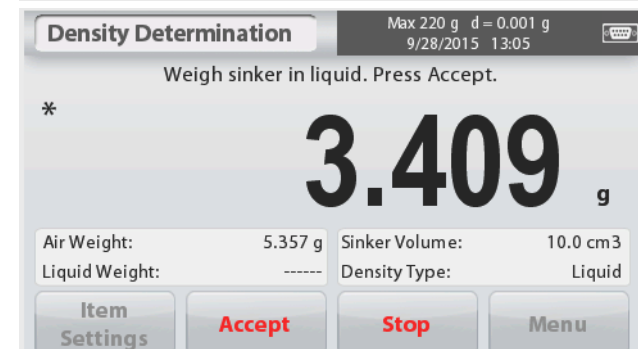 Density Determination
Max 220 g d = 0.001 g
9/28/2015 13:05
Weigh sinker in liquid. Press Accept.
*
3.409 g
Air Weight: 5.357 g Sinker Volume: 10.0 cm3
Liquid Weight: ------ Density Type: Liquid
Item
Settings
Accept
Stop
Menu